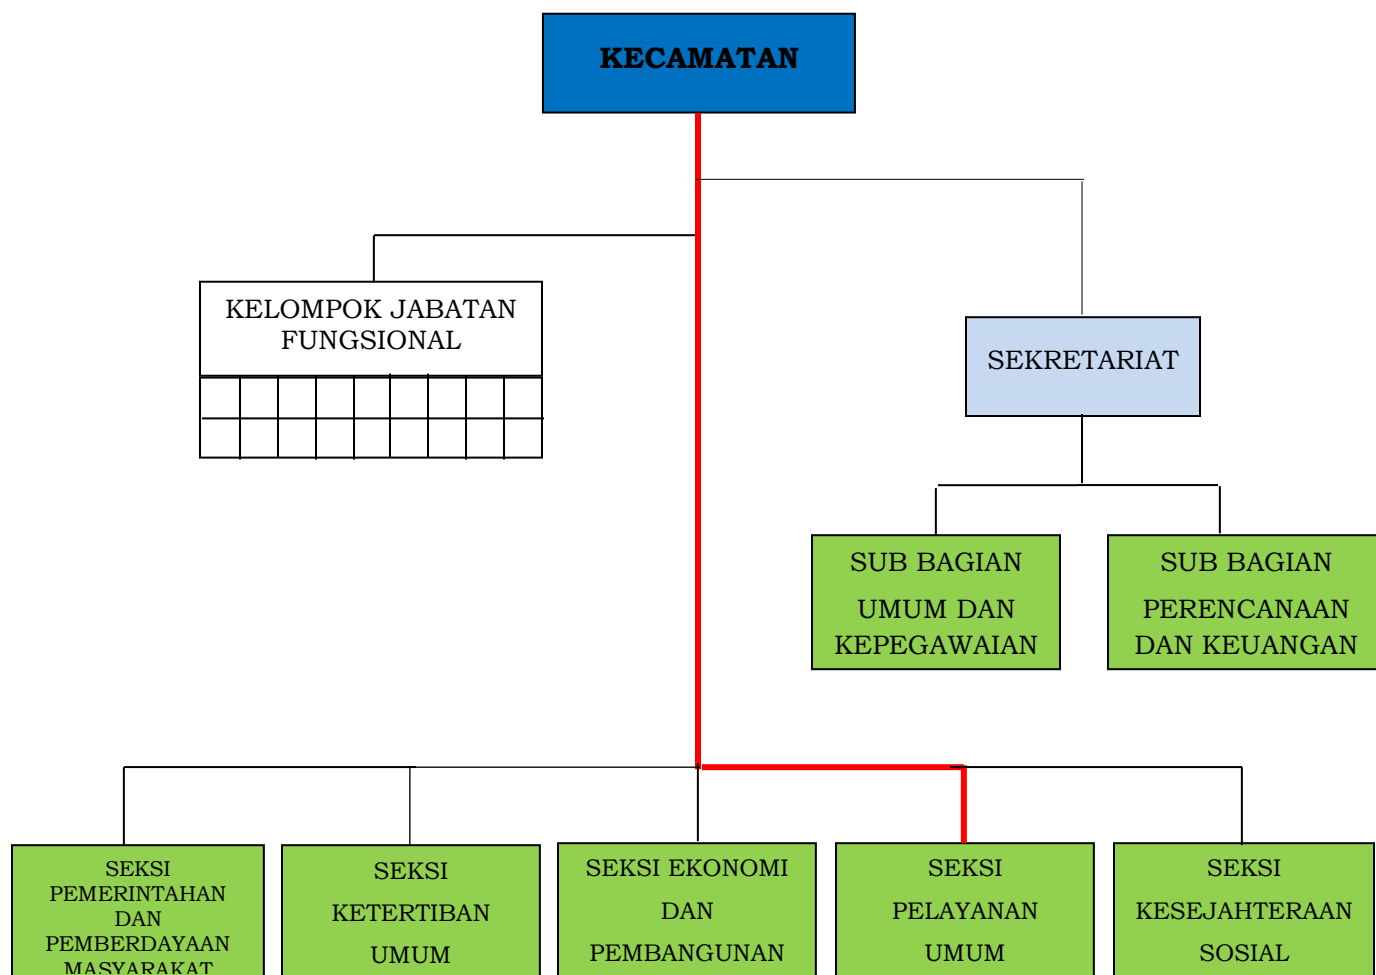 KECAMATAN
KELOMPOK JABATAN
FUNGSIONAL
SEKRETARIAT
SUB BAGIAN
UMUM DAN
KEPEGAWAIAN
SUB BAGIAN
PERENCANAAN
DAN KEUANGAN
SEKSI
PEMERINTAHAN
DAN
PEMBERDAYAAN
MASYARAKAT
SEKSI
KETERTIBAN
UMUM
SEKSI EKONOMI
DAN
PEMBANGUNAN
SEKSI
PELAYANAN
UMUM
SEKSI
KESEJAHTERAAN
SOSIAL